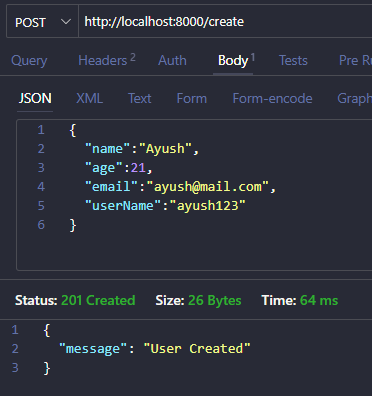 POST http://localhost:8000/create
Query Headers 2 Auth Body 1 Tests Pre Ru
JSON XML Text Form Form-encode Graph
1 {
2 "name":"Ayush",
3 "age":21,
4 "email":"ayush@mail.com",
5 "userName":"ayush123"
6 }
Status: 201 Created Size: 26 Bytes Time: 64 ms
1 {
2 "message": "User Created"
3 }